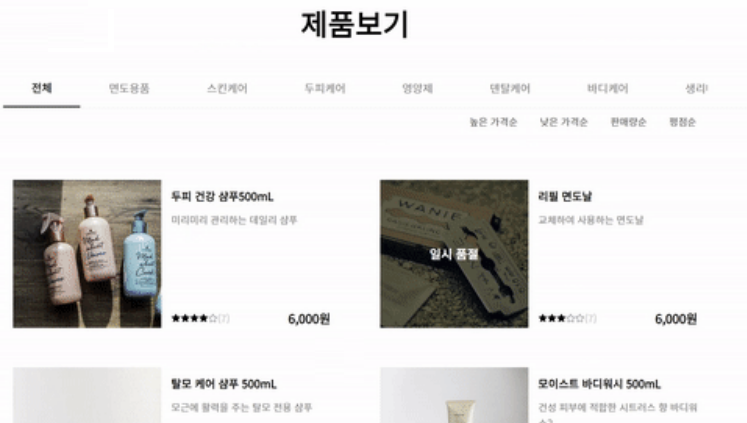 제품보기
전체 면도용품 스킨케어 두피케어 영양제 덴탈케어 바디케어
높은 가격순 낮은 가격순 판매량순 평점순
두피 건강 샴푸500mL
미리미리 관리하는 데일리 샴푸
★★★★☆(7) 6,000원
리필 면도날
교체하여 사용하는 면도날
WANIE
일시 품절
★★★☆☆(7) 6,000원
탈모 케어 샴푸 500mL
모근에 활력을 주는 탈모 전용 샴푸
모이스트 바디워시 500mL
건성 피부에 적합한 시트러스 향 바디워